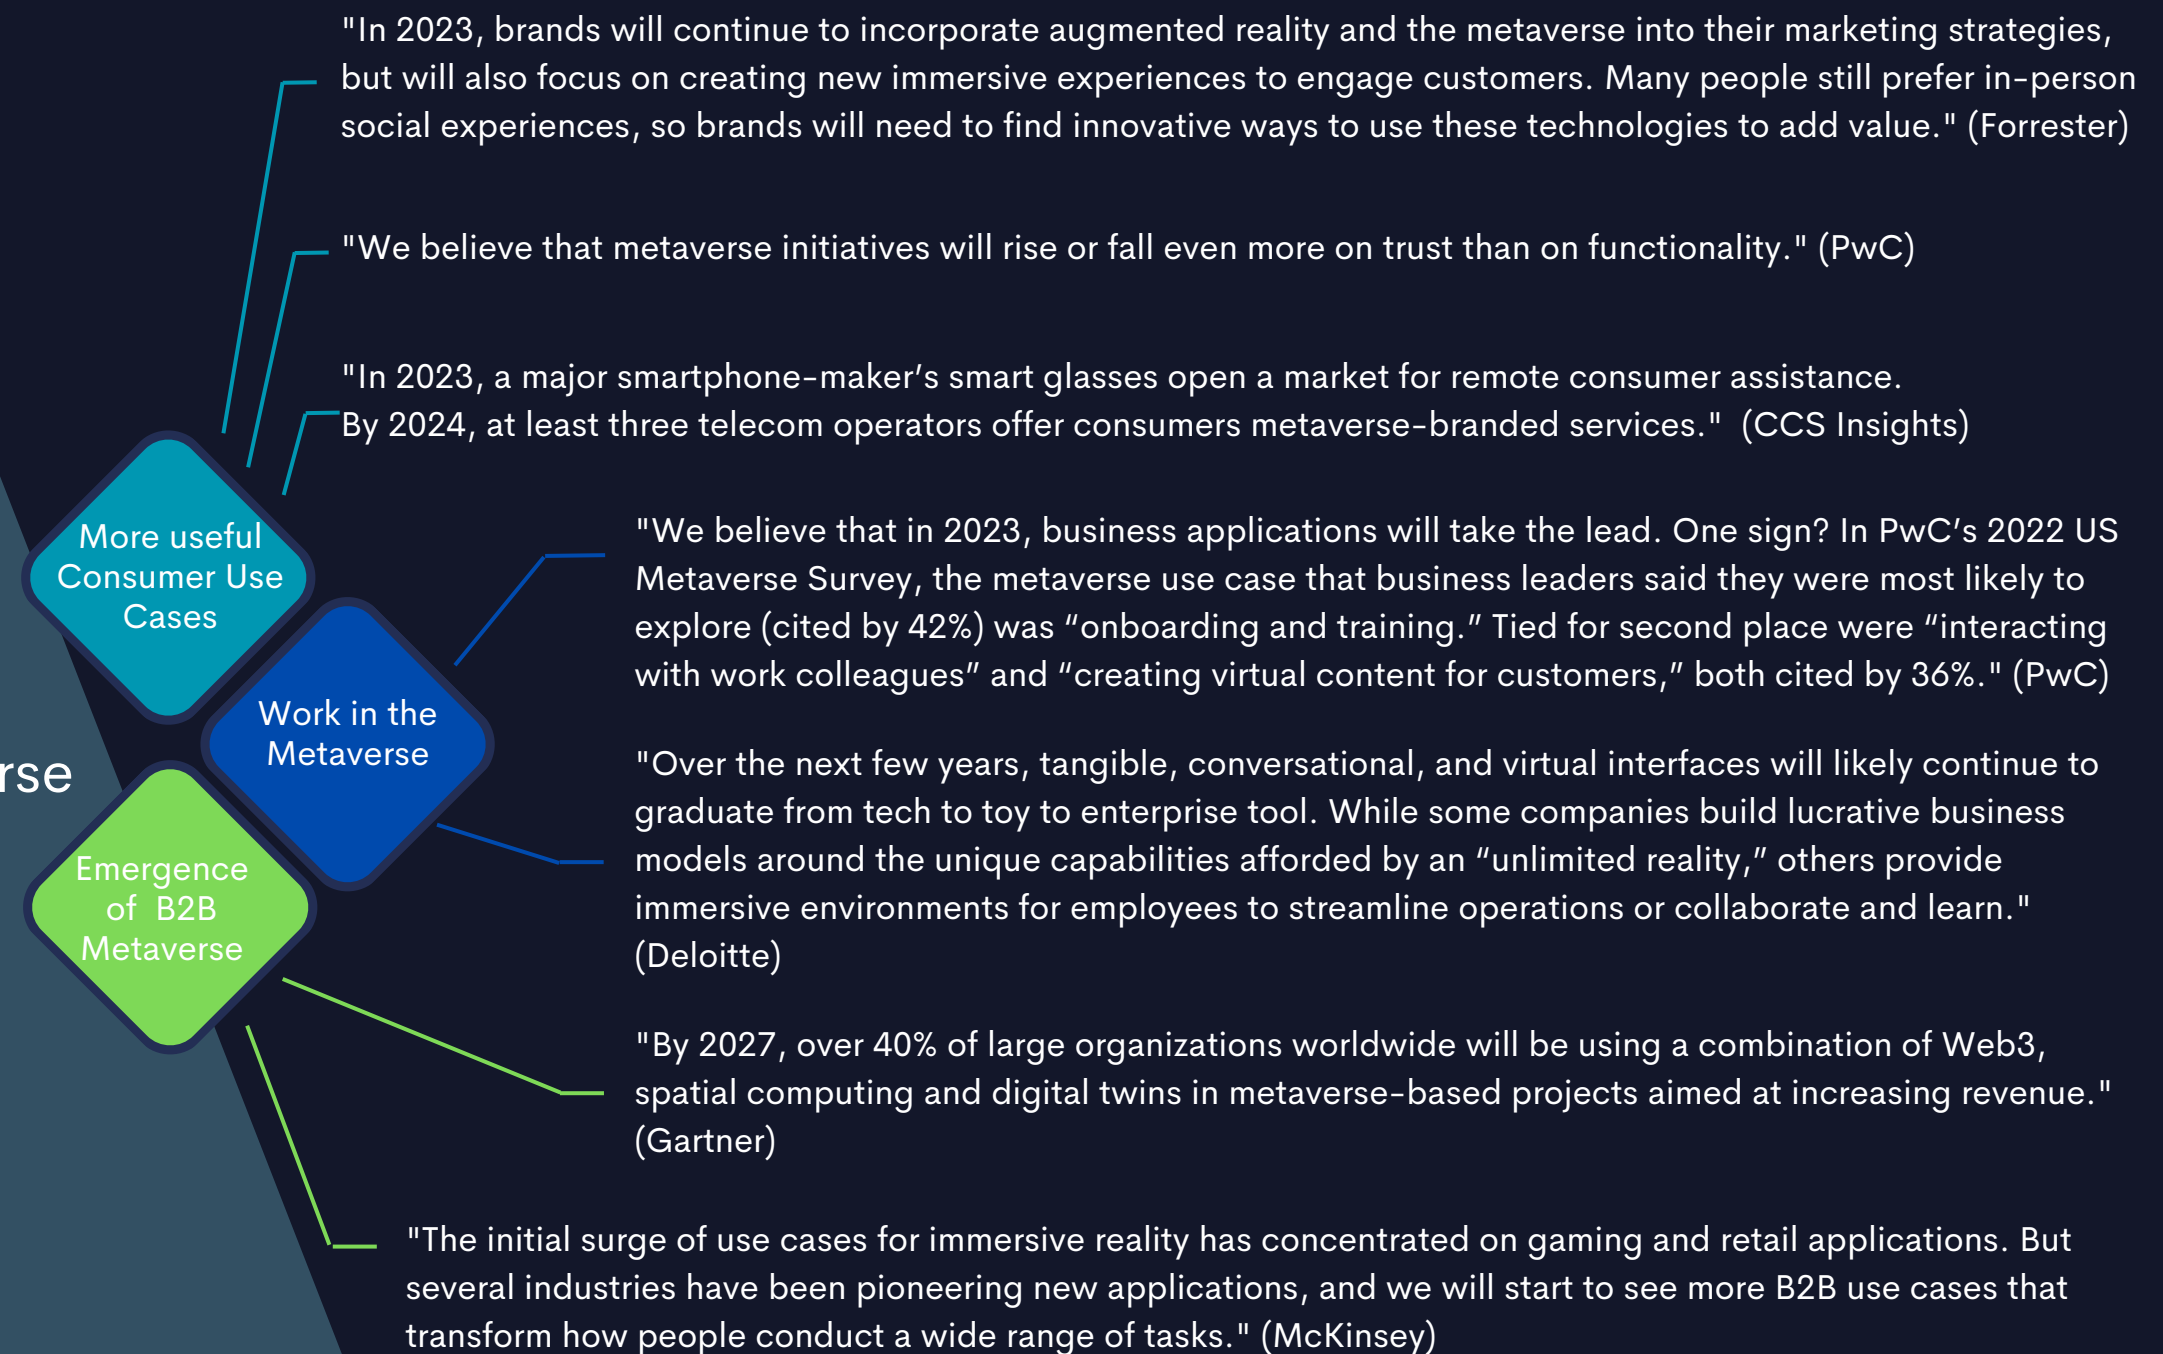 "In 2023, brands will continue to incorporate augmented reality and the metaverse into their marketing strategies,
but will also focus on creating new immersive experiences to engage customers. Many people still prefer in-person
social experiences, so brands will need to find innovative ways to use these technologies to add value." (Forrester)
"We believe that metaverse initiatives will rise or fall even more on trust than on functionality." (PwC)
"In 2023, a major smartphone-maker’s smart glasses open a market for remote consumer assistance.
By 2024, at least three telecom operators offer consumers metaverse-branded services."  (CCS Insights)
More useful
Consumer Use
Cases
"We believe that in 2023, business applications will take the lead. One sign? In PwC’s 2022 US
Metaverse Survey, the metaverse use case that business leaders said they were most likely to
explore (cited by 42%) was “onboarding and training.” Tied for second place were “interacting
with work colleagues” and “creating virtual content for customers,” both cited by 36%." (PwC)
Work in the
Metaverse
rse
"Over the next few years, tangible, conversational, and virtual interfaces will likely continue to
graduate from tech to toy to enterprise tool. While some companies build lucrative business
models around the unique capabilities afforded by an “unlimited reality,” others provide
immersive environments for employees to streamline operations or collaborate and learn."
(Deloitte)
Emergence
of  B2B
Metaverse
"By 2027, over 40% of large organizations worldwide will be using a combination of Web3,
spatial computing and digital twins in metaverse-based projects aimed at increasing revenue."
(Gartner)
"The initial surge of use cases for immersive reality has concentrated on gaming and retail applications. But
several industries have been pioneering new applications, and we will start to see more B2B use cases that
transform how people conduct a wide range of tasks." (McKinsey)